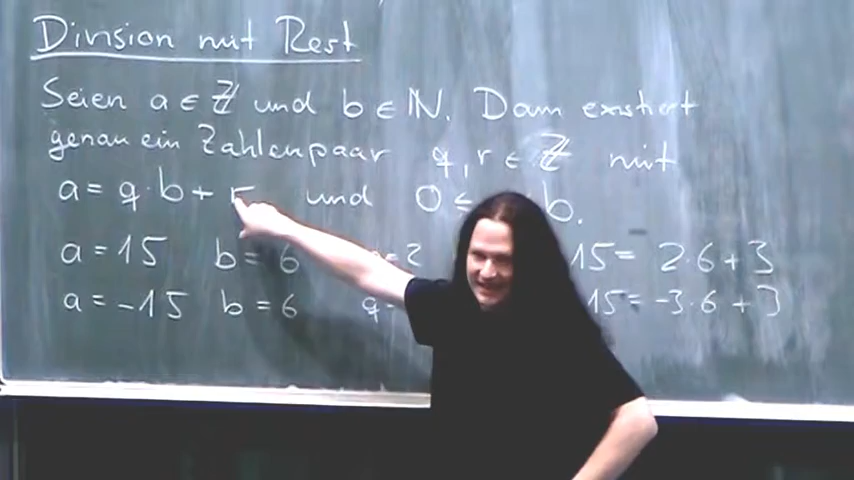 Division mit Rest
Seien a ∈ ℤ und b ∈ ℕ. Dann existiert
genau ein Zahlenpaar q, r ∈ ℤ mit
a = q·b + r und 0 ≤ b.
a = 15 b = 6 = 2 15 = 2·6 + 3
a = -15 b = 6 q = 15 = -3·6 + 3